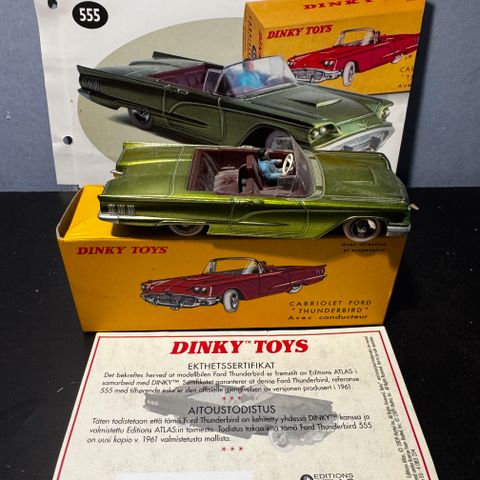 555
DINKY TOYS
DINKY TOYS
Avec direction
et suspension
CABRIOLET FORD
"THUNDERBIRD"
Avec conducteur
DINKY™ TOYS
EKTHETSSERTIFIKAT
Det bekreftes herved at modellbilen Ford Thunderbird er fremstilt av Editions ATLAS i
samarbeid med DINKY™. Sertifikatet garanterer at denne Ford Thunderbird, referanse
555 med tilhørende eske er den offisielle gjengivelsen av versjonen produsert i 1961.
AITOUSTODISTUS
Täten todistetaan että tämä Ford Thunderbird on kehitetty yhdessä DINKY™ kanssa ja
valmistettu Editions ATLAS:in toimesta. Todistus takaa että tämä Ford Thunderbird 555
on uusi kopio v. 1961 valmistetusta mallista.
EDITIONS